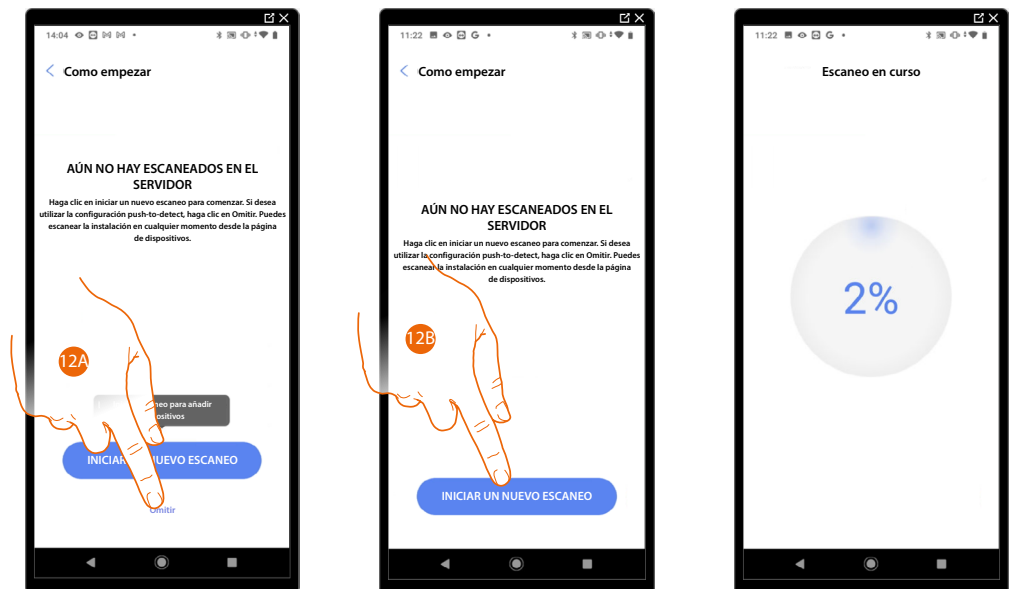 14:04
Como empezar
AÚN NO HAY ESCANEADOS EN EL
SERVIDOR
Haga clic en iniciar un nuevo escaneo para comenzar. Si desea
utilizar la configuración push-to-detect, haga clic en Omitir. Puedes
escanear la instalación en cualquier momento desde la página
de dispositivos.
12A
para añadir
INICIAR NUEVO ESCANEO
Omitir
11:22 G
Como empezar
AÚN NO HAY ESCANEADOS EN EL
SERVIDOR
Haga clic en iniciar un nuevo escaneo para comenzar. Si desea
utilizar la configuración push-to-detect, haga clic en Omitir. Puedes
escanear la instalación en cualquier momento desde la página
de dispositivos.
12B
INICIAR UN NUEVO ESCANEO
11:22 G
Escaneo en curso
2%